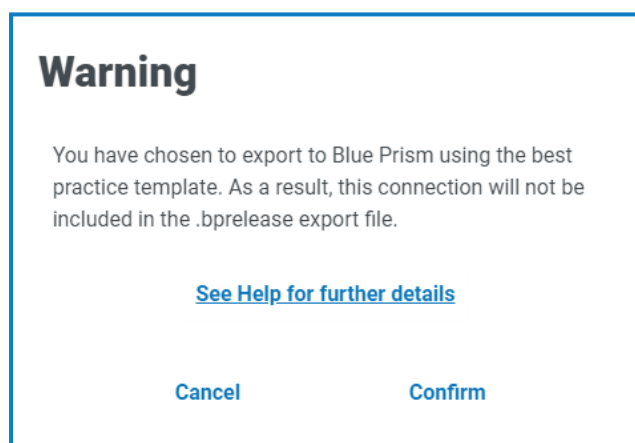 Warning
You have chosen to export to Blue Prism using the best
practice template. As a result, this connection will not be
included in the .bprelease export file.
See Help for further details
Cancel Confirm